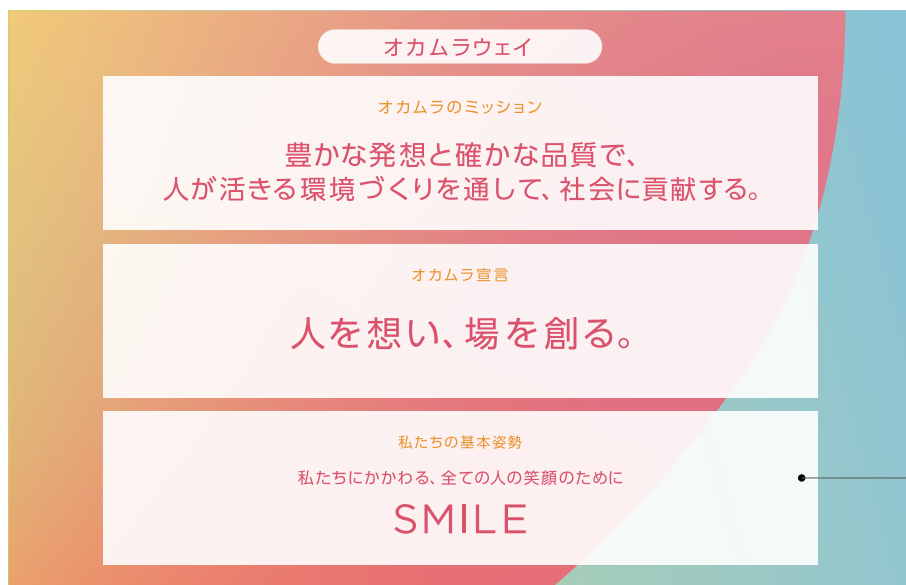 オカムラウェイ
オカムラのミッション
豊かな発想と確かな品質で、
人が活きる環境づくりを通して、社会に貢献する。
オカムラ宣言
人を想い、場を創る。
私たちの基本姿勢
私たちにかかわる、全ての人の笑顔のために
SMILE